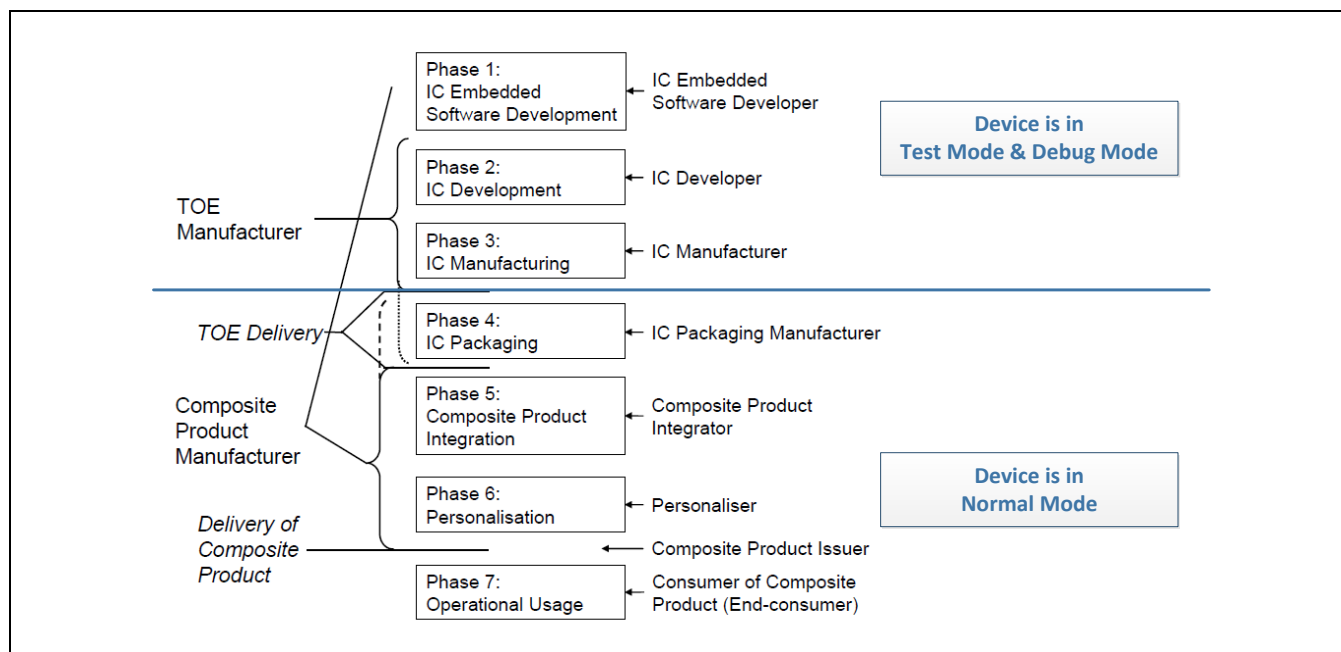 Phase 1:
IC Embedded
Software Development
IC Embedded
Software Developer
Device is in
Test Mode & Debug Mode
Phase 2:
IC Development
IC Developer
TOE
Manufacturer
Phase 3:
IC Manufacturing
IC Manufacturer
TOE Delivery
Phase 4:
IC Packaging
IC Packaging Manufacturer
Composite
Product
Manufacturer
Phase 5:
Composite Product
Integration
Composite Product
Integrator
Device is in
Normal Mode
Phase 6:
Personalisation
Personaliser
Delivery of
Composite
Product
Composite Product Issuer
Phase 7:
Operational Usage
Consumer of Composite
Product (End-consumer)